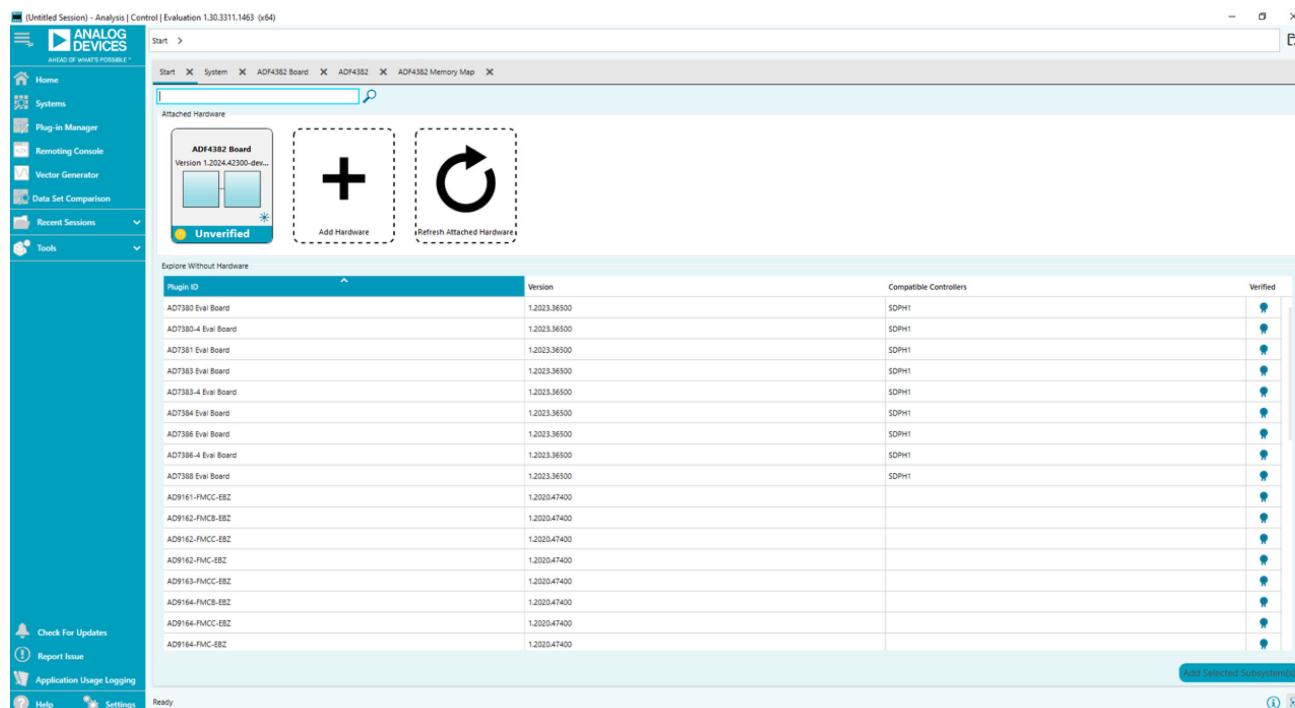 (Untitled Session) - Analysis | Control | Evaluation 1.30.3311.1463 (x64)
ANALOG
DEVICES
AHEAD OF WHAT'S POSSIBLE™
Home
Systems
Plug-in Manager
Remoting Console
Vector Generator
Data Set Comparison
Recent Sessions
Tools
Check For Updates
Report Issue
Application Usage Logging
Help Settings
Start >
Start System ADF4382 Board ADF4382 ADF4382 Memory Map
Attached Hardware
ADF4382 Board
Version 1.2024.42300-dev...
Unverified
Add Hardware
Refresh Attached Hardware
Explore Without Hardware
Plugin ID Version Compatible Controllers Verified
AD7380 Eval Board 1.2023.36500 SDPH1
AD7380-4 Eval Board 1.2023.36500 SDPH1
AD7381 Eval Board 1.2023.36500 SDPH1
AD7383 Eval Board 1.2023.36500 SDPH1
AD7383-4 Eval Board 1.2023.36500 SDPH1
AD7384 Eval Board 1.2023.36500 SDPH1
AD7386 Eval Board 1.2023.36500 SDPH1
AD7386-4 Eval Board 1.2023.36500 SDPH1
AD7388 Eval Board 1.2023.36500 SDPH1
AD9161-FMCC-EBZ 1.2020.47400
AD9162-FMCB-EBZ 1.2020.47400
AD9162-FMCC-EBZ 1.2020.47400
AD9162-FMC-EBZ 1.2020.47400
AD9163-FMCC-EBZ 1.2020.47400
AD9164-FMCB-EBZ 1.2020.47400
AD9164-FMCC-EBZ 1.2020.47400
AD9164-FMC-EBZ 1.2020.47400
Add Selected Subsystem(s)
Ready